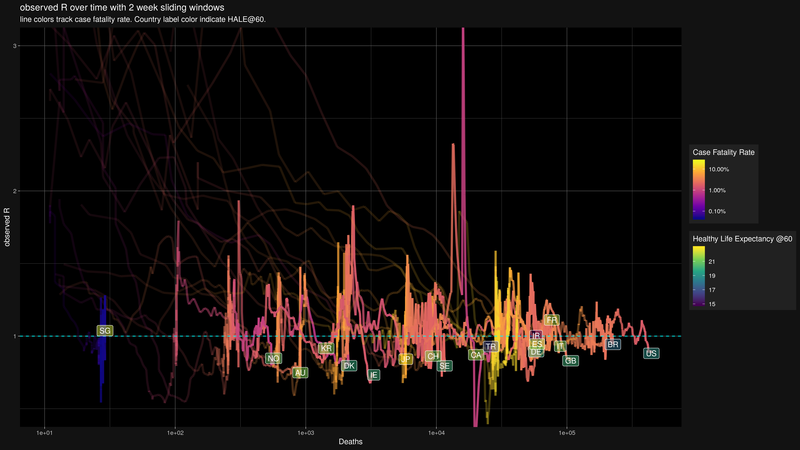 observed R over time with 2 week sliding windows
line colors track case fatality rate. Country label color indicate HALE@60.
3
2
1
observed R
SG
NO
AU
KR
DK
IE
JP
CH
SE
CA
TR
IR
ES
DE
FR
IT
GB
BR
US
1e+01
1e+02
1e+03
1e+04
1e+05
Deaths
Case Fatality Rate
10.00%
1.00%
0.10%
Healthy Life Expectancy @60
21
19
17
15